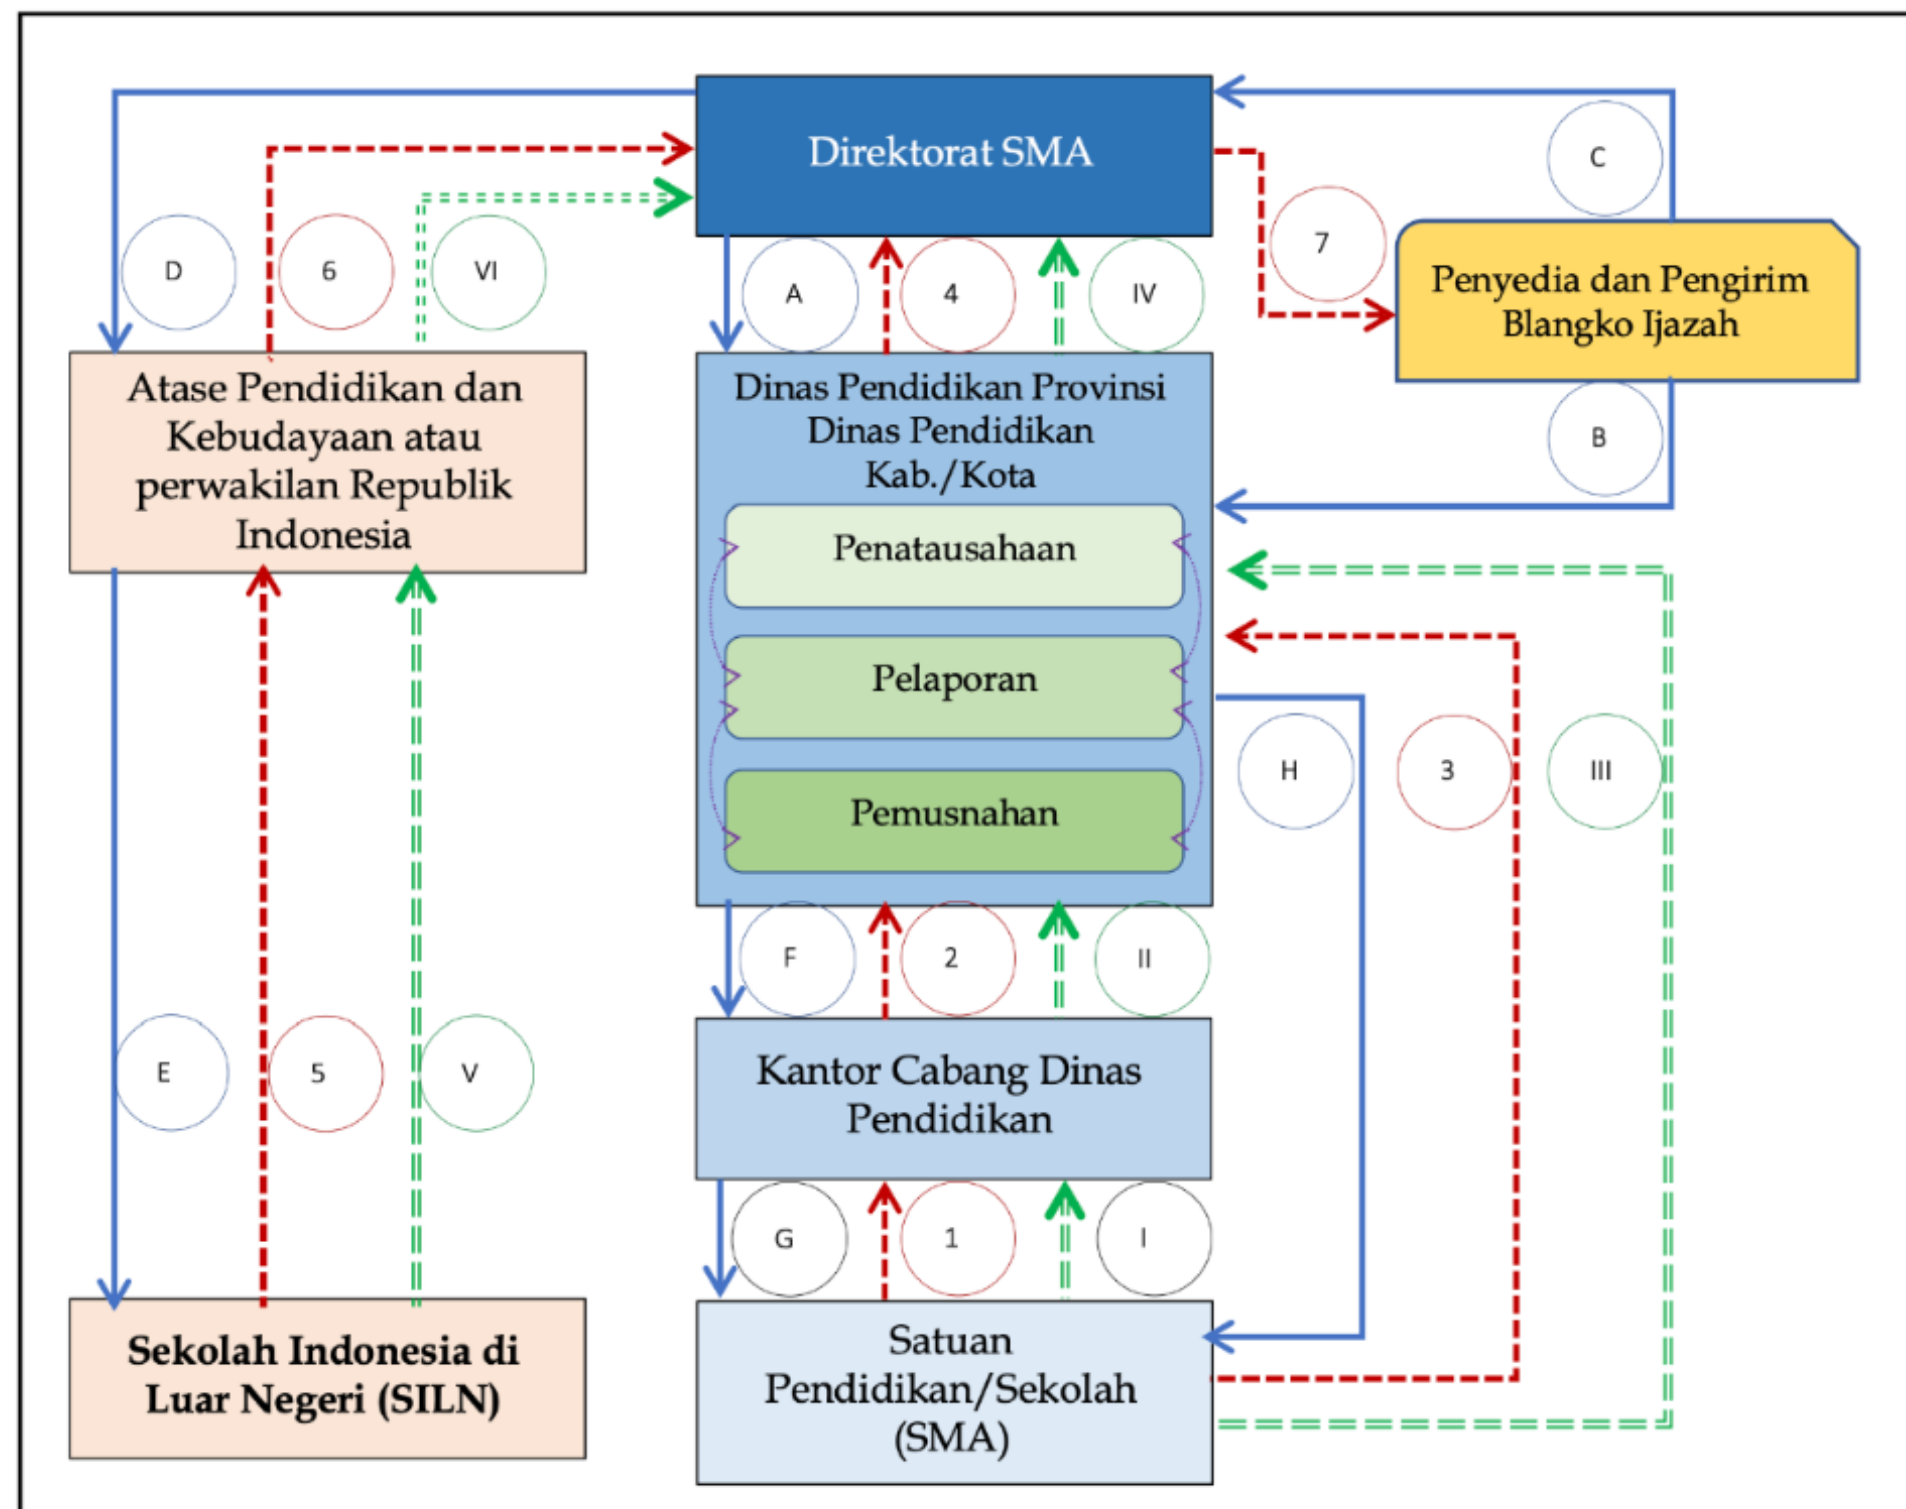 Direktorat SMA
C
7
Penyedia dan Pengirim
Blangko Ijazah
D
6
VI
A
4
IV
B
Atase Pendidikan dan
Kebudayaan atau
perwakilan Republik
Indonesia
Dinas Pendidikan Provinsi
Dinas Pendidikan
Kab./Kota
Penatausahaan
Pelaporan
Pemusnahan
H
3
III
F
2
II
E
5
V
Kantor Cabang Dinas
Pendidikan
G
1
I
Sekolah Indonesia di
Luar Negeri (SILN)
Satuan
Pendidikan/Sekolah
(SMA)